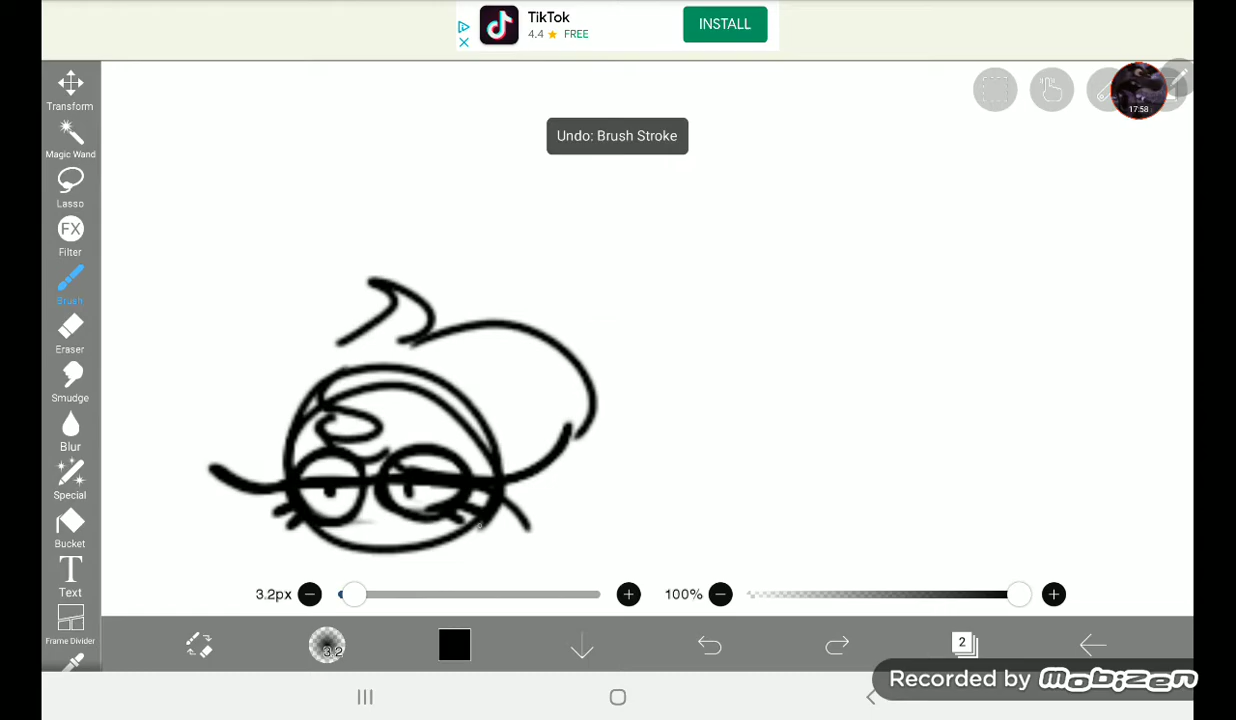 TikTok
4.4 ★ FREE
INSTALL
Transform
17:58
Undo: Brush Stroke
Magic Wand
Lasso
FX
Filter
Brush
Eraser
Smudge
Blur
Special
Bucket
T
Text
3.2px
100%
Frame Divider
3.2
2
Recorded by mobizen